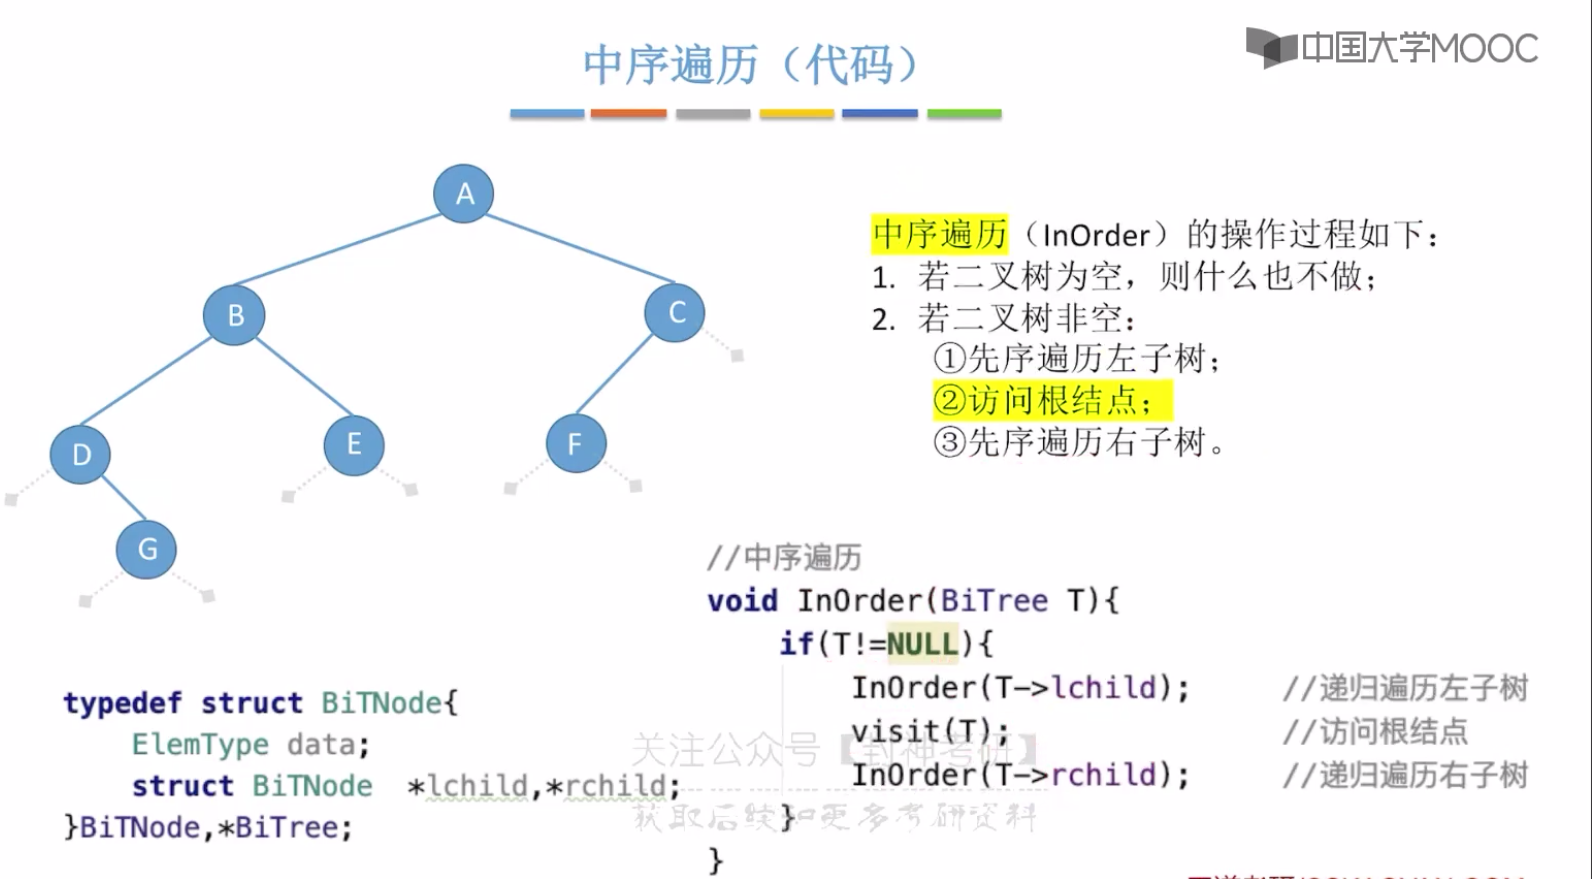 中序遍历（代码）
中国大学MOOC
A
B
C
D
E
F
G
中序遍历（InOrder）的操作过程如下：
1. 若二叉树为空，则什么也不做；
2. 若二叉树非空：
①先序遍历左子树；
②访问根结点；
③先序遍历右子树。
//中序遍历
void InOrder(BiTree T){
if(T!=NULL){
InOrder(T->lchild); //递归遍历左子树
visit(T); //访问根结点
InOrder(T->rchild); //递归遍历右子树
}
}
typedef struct BiTNode{
ElemType data;
struct BiTNode *lchild,*rchild;
}BiTNode,*BiTree;
关注公众号【封神考研】
获取后续和更多考研资料